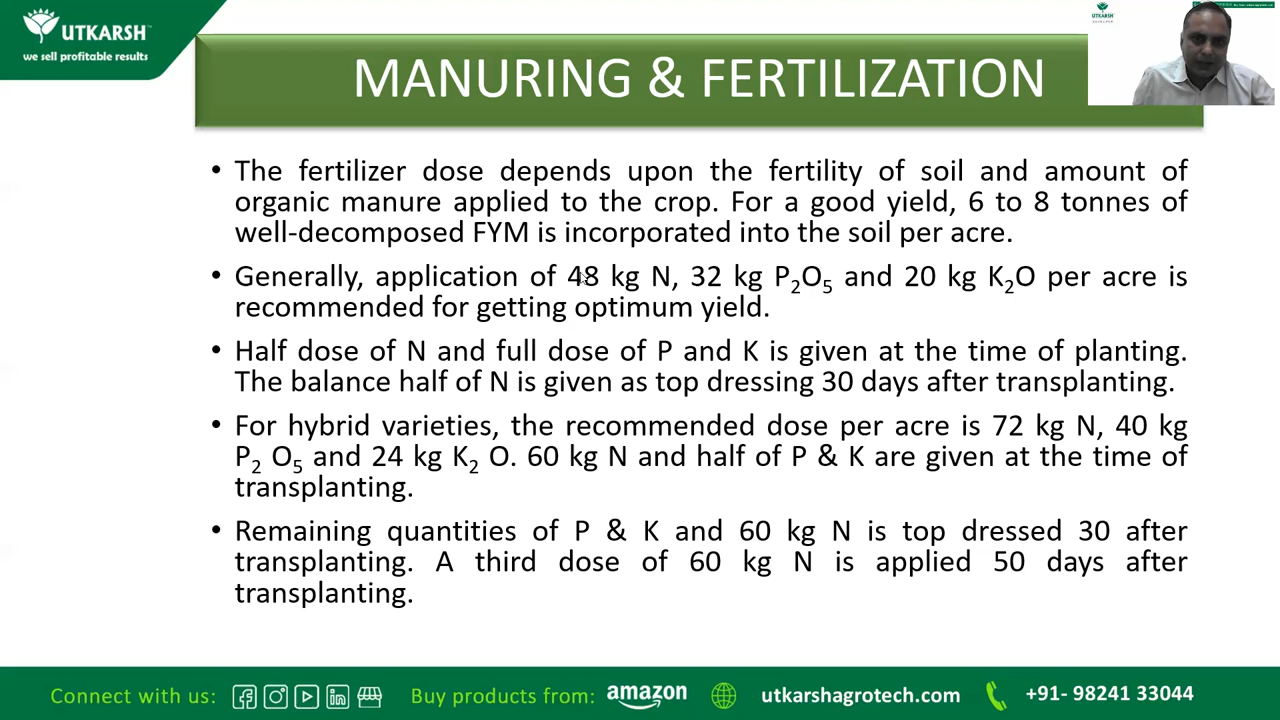 UTKARSH
we sell profitable results
UTKARSH
MANURING & FERTILIZATION
• The fertilizer dose depends upon the fertility of soil and amount of
organic manure applied to the crop. For a good yield, 6 to 8 tonnes of
well-decomposed FYM is incorporated into the soil per acre.
• Generally, application of 48 kg N, 32 kg P₂O₅ and 20 kg K₂O per acre is
recommended for getting optimum yield.
• Half dose of N and full dose of P and K is given at the time of planting.
The balance half of N is given as top dressing 30 days after transplanting.
• For hybrid varieties, the recommended dose per acre is 72 kg N, 40 kg
P₂ O₅ and 24 kg K₂ O. 60 kg N and half of P & K are given at the time of
transplanting.
• Remaining quantities of P & K and 60 kg N is top dressed 30 after
transplanting. A third dose of 60 kg N is applied 50 days after
transplanting.
Connect with us: Buy products from: amazon utkarshagrotech.com +91- 98241 33044